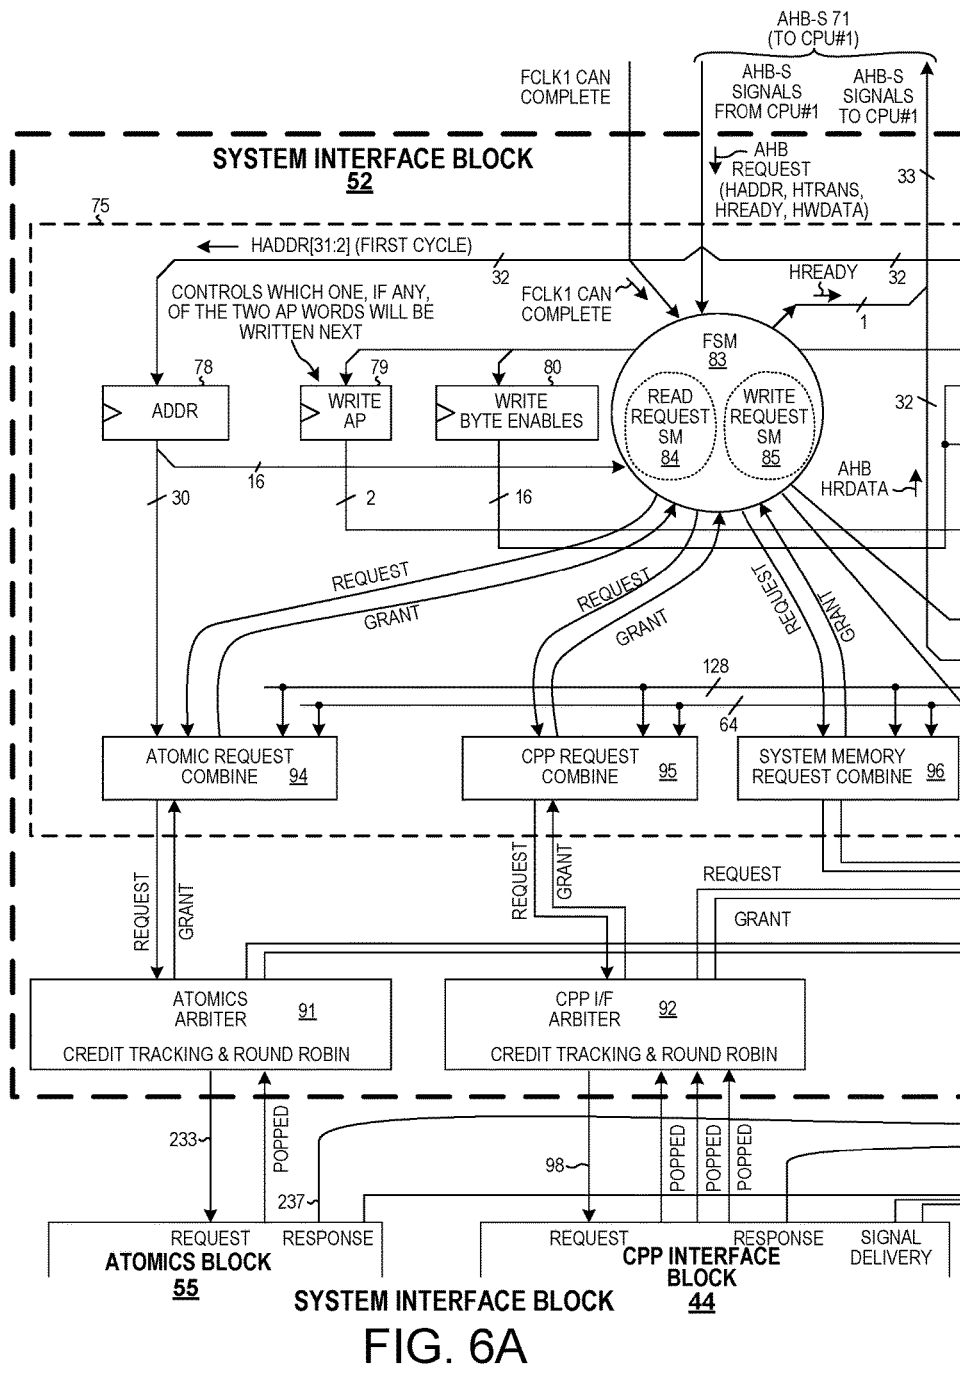 AHB-S 71
(TO CPU#1)
FCLK1 CAN
COMPLETE
AHB-S
SIGNALS
FROM CPU#1
AHB-S
SIGNALS
TO CPU#1
SYSTEM INTERFACE BLOCK
52
AHB
REQUEST
(HADDR, HTRANS,
HREADY, HWDATA)
33
75
HADDR[31:2] (FIRST CYCLE)
32
32
HREADY
1
CONTROLS WHICH ONE, IF ANY,
OF THE TWO AP WORDS WILL BE
WRITTEN NEXT
FCLK1 CAN
COMPLETE
FSM
83
78
ADDR
79
WRITE
AP
80
WRITE
BYTE ENABLES
READ
REQUEST
SM
84
WRITE
REQUEST
SM
85
32
16
30
2
16
AHB
HRDATA
REQUEST
GRANT
REQUEST
GRANT
REQUEST
GRANT
128
64
ATOMIC REQUEST
COMBINE
94
CPP REQUEST
COMBINE
95
SYSTEM MEMORY
REQUEST COMBINE
96
REQUEST
GRANT
REQUEST
GRANT
REQUEST
GRANT
ATOMICS
ARBITER
91
CREDIT TRACKING & ROUND ROBIN
CPP I/F
ARBITER
92
CREDIT TRACKING & ROUND ROBIN
233
POPPED
237
98
POPPED
POPPED
POPPED
REQUEST
RESPONSE
ATOMICS BLOCK
55
REQUEST
RESPONSE
CPP INTERFACE
BLOCK
44
SIGNAL
DELIVERY
SYSTEM INTERFACE BLOCK
FIG. 6A